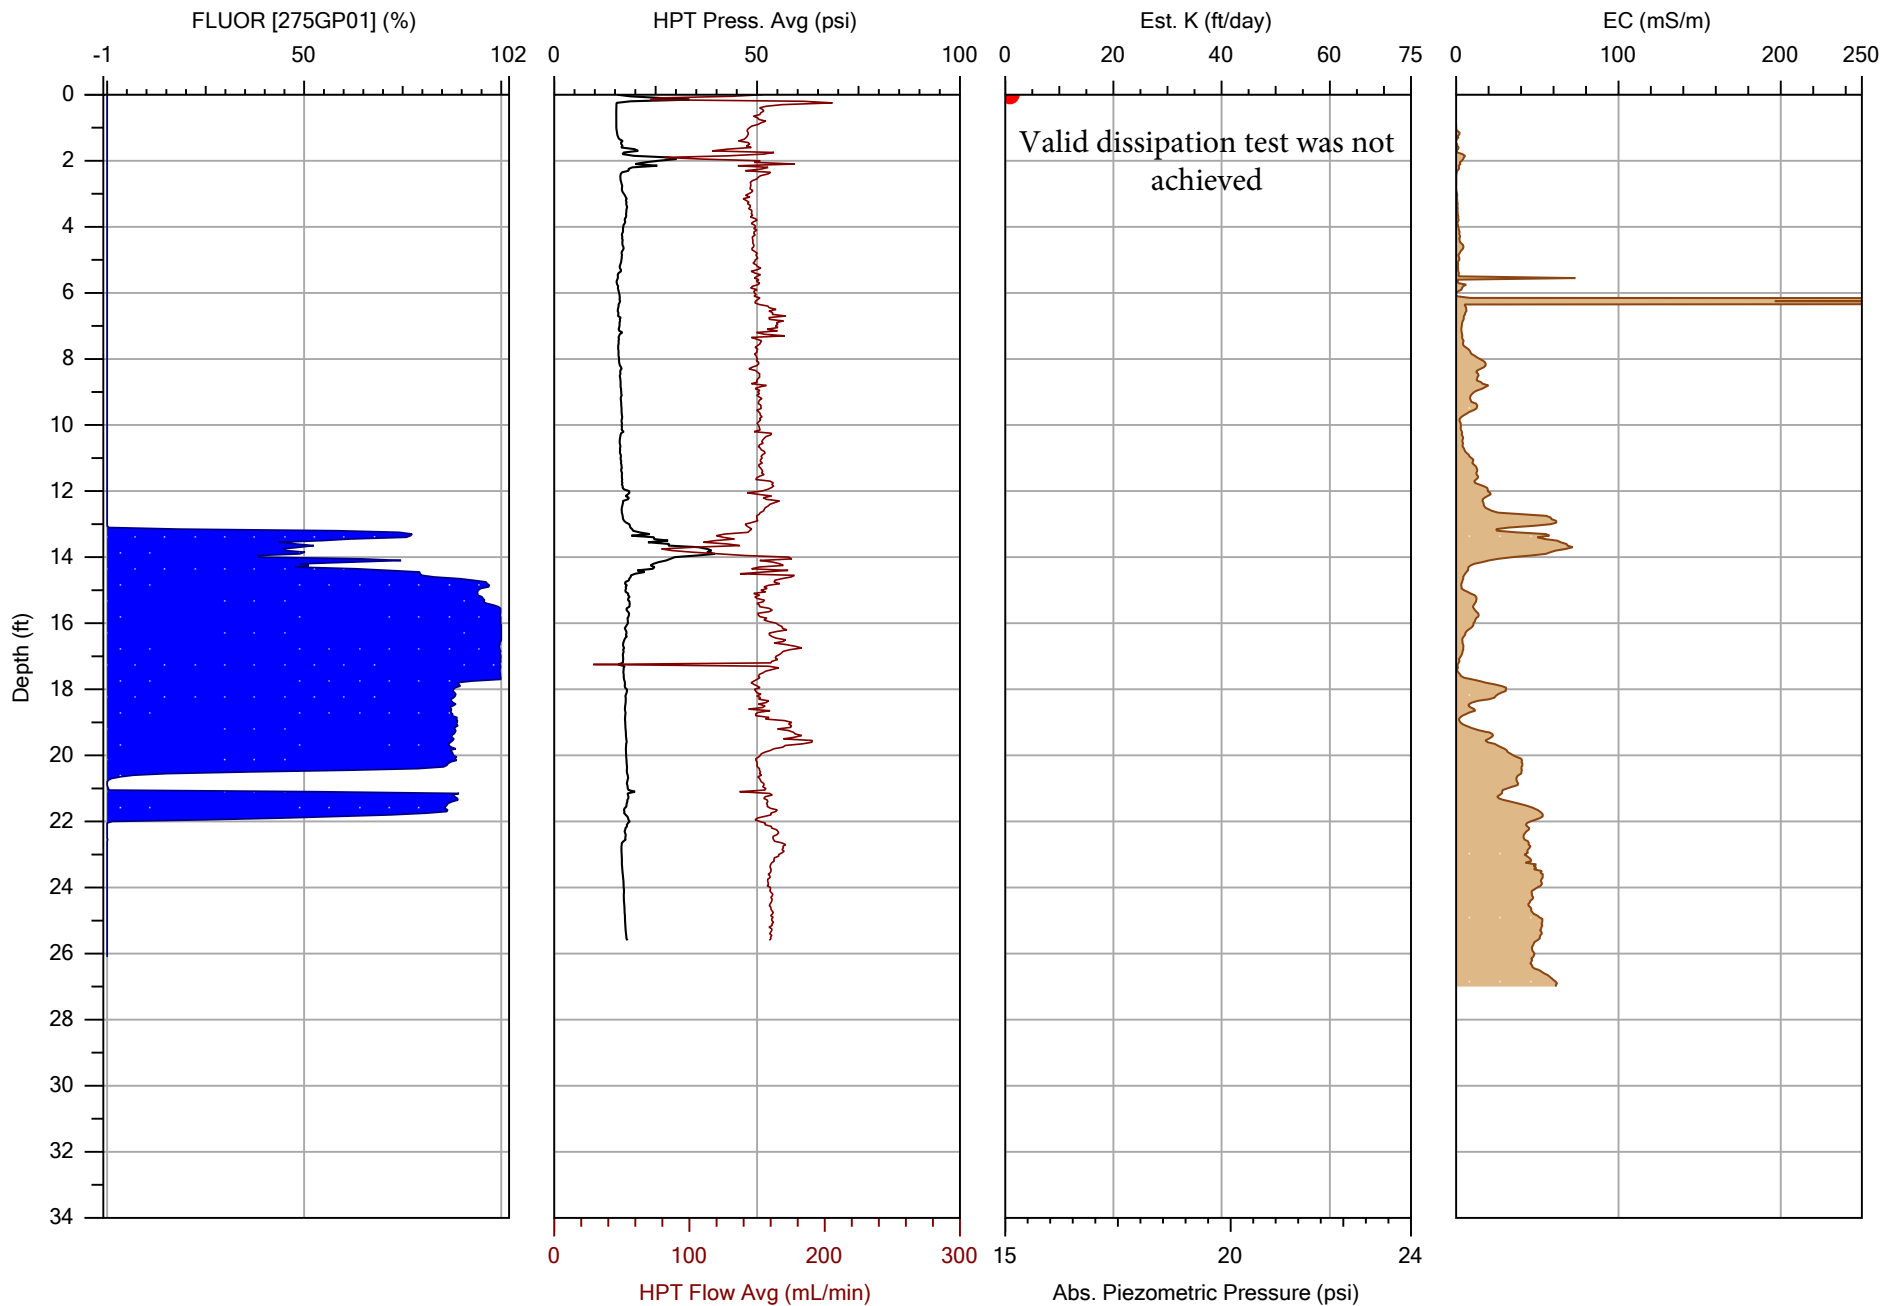 FLUOR [275GP01] (%)
HPT Press. Avg (psi)
Est. K (ft/day)
EC (mS/m)
-1 50 102
0 50 100
0 20 40 60 75
0 100 200 250
0
2
4
6
8
10
12
14
16
18
20
22
24
26
28
30
32
34
Depth (ft)
Valid dissipation test was not
achieved
0 100 200 300
15 20 24
HPT Flow Avg (mL/min)
Abs. Piezometric Pressure (psi)